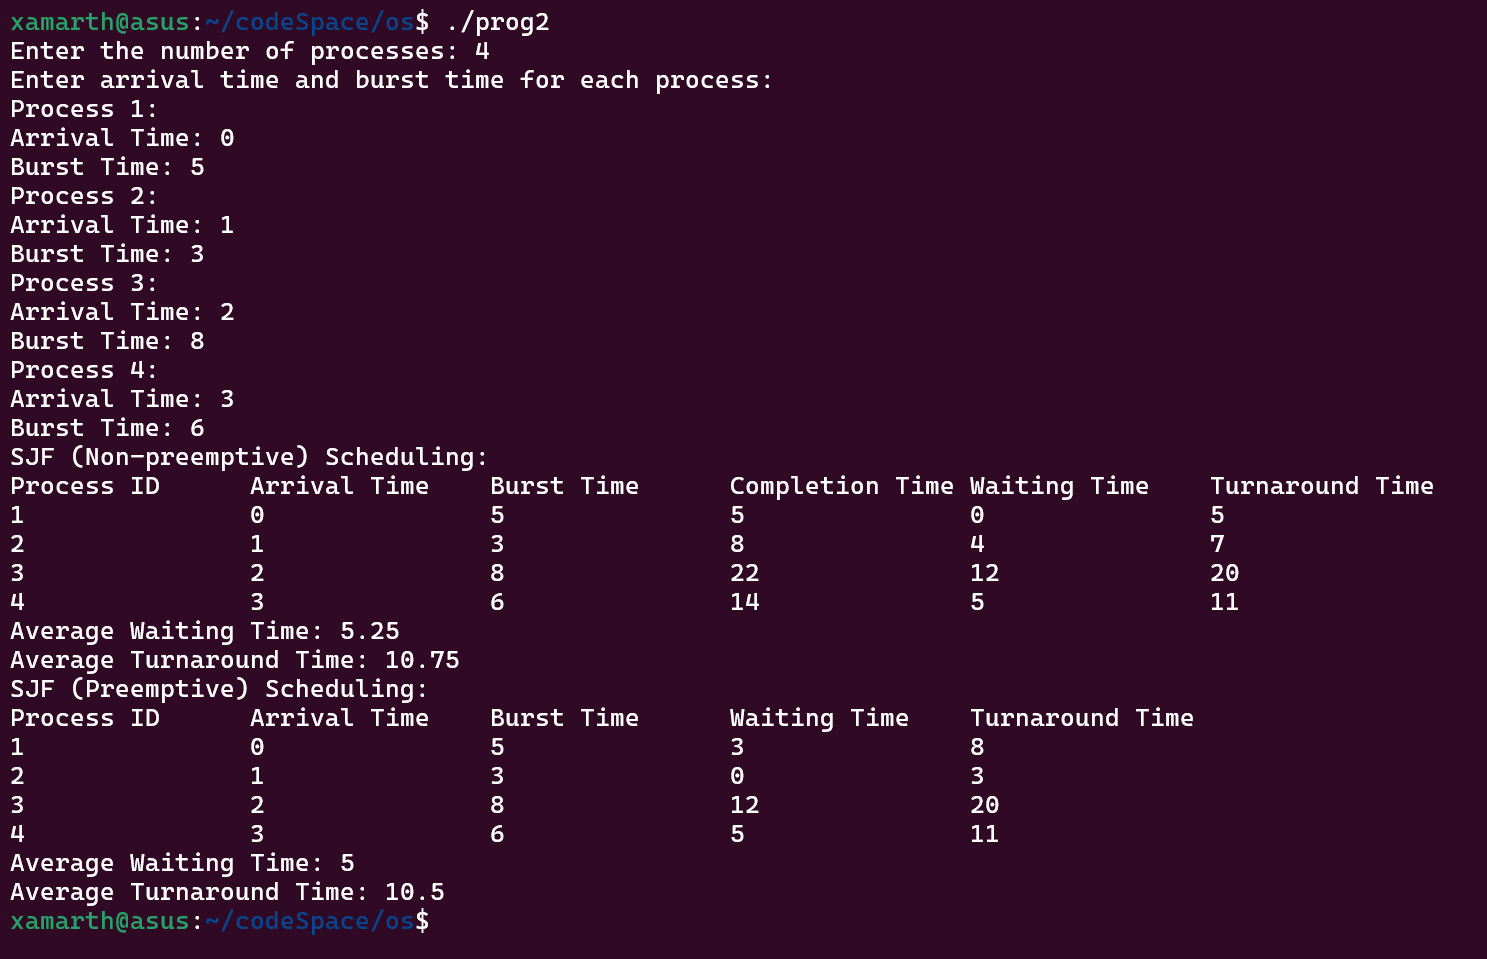 xamarth@asus:~/codeSpace/os$ ./prog2
Enter the number of processes: 4
Enter arrival time and burst time for each process:
Process 1:
Arrival Time: 0
Burst Time: 5
Process 2:
Arrival Time: 1
Burst Time: 3
Process 3:
Arrival Time: 2
Burst Time: 8
Process 4:
Arrival Time: 3
Burst Time: 6
SJF (Non-preemptive) Scheduling:
Process ID      Arrival Time    Burst Time      Completion Time Waiting Time    Turnaround Time
1               0               5               5               0               5
2               1               3               8               4               7
3               2               8               22              12              20
4               3               6               14              5               11
Average Waiting Time: 5.25
Average Turnaround Time: 10.75
SJF (Preemptive) Scheduling:
Process ID      Arrival Time    Burst Time      Waiting Time    Turnaround Time
1               0               5               3               8
2               1               3               0               3
3               2               8               12              20
4               3               6               5               11
Average Waiting Time: 5
Average Turnaround Time: 10.5
xamarth@asus:~/codeSpace/os$